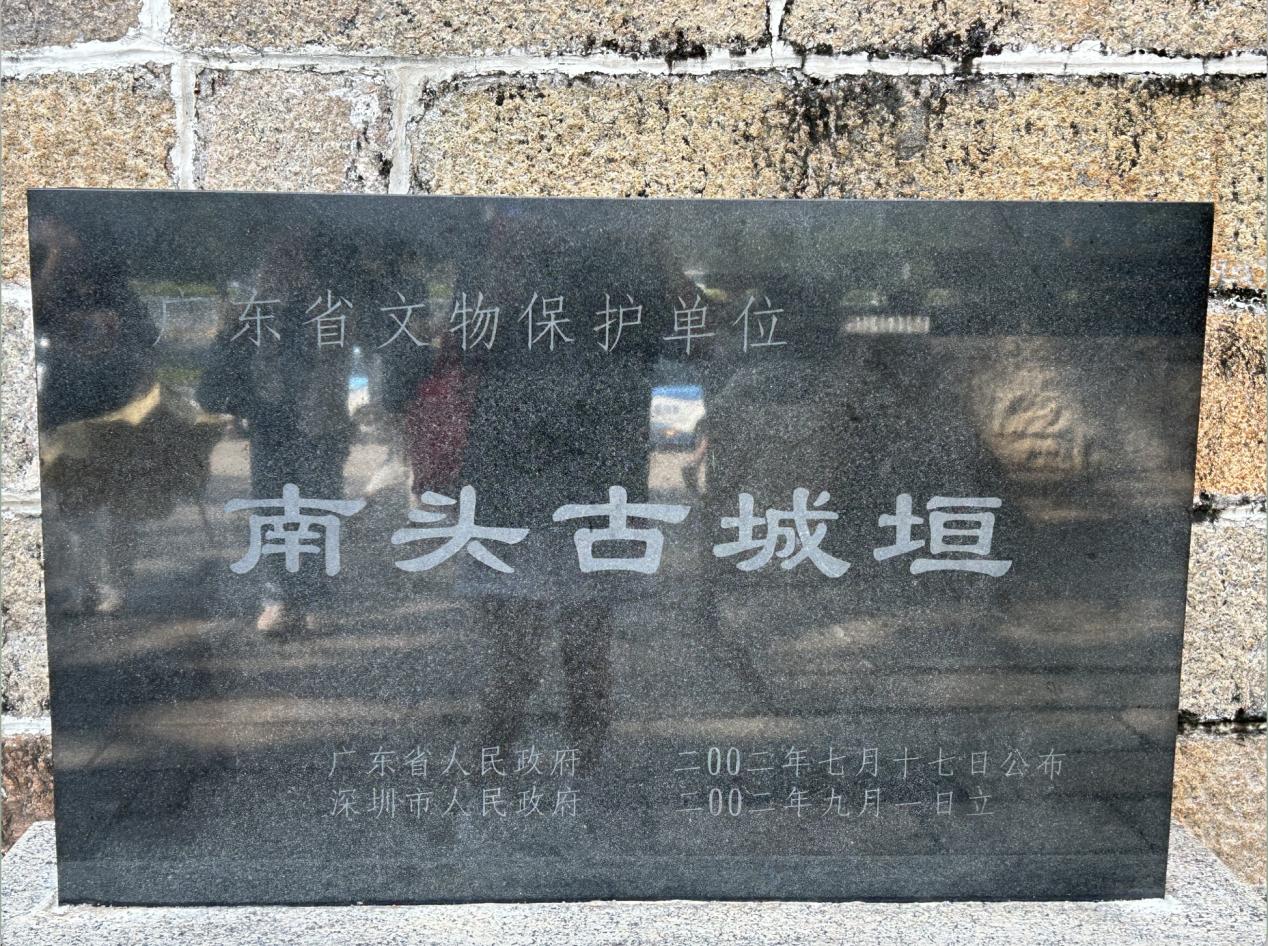 广东省文物保护单位
南头古城垣
广东省人民政府 二00二年七月十七日公布
深圳市人民政府 二00二年九月一日立